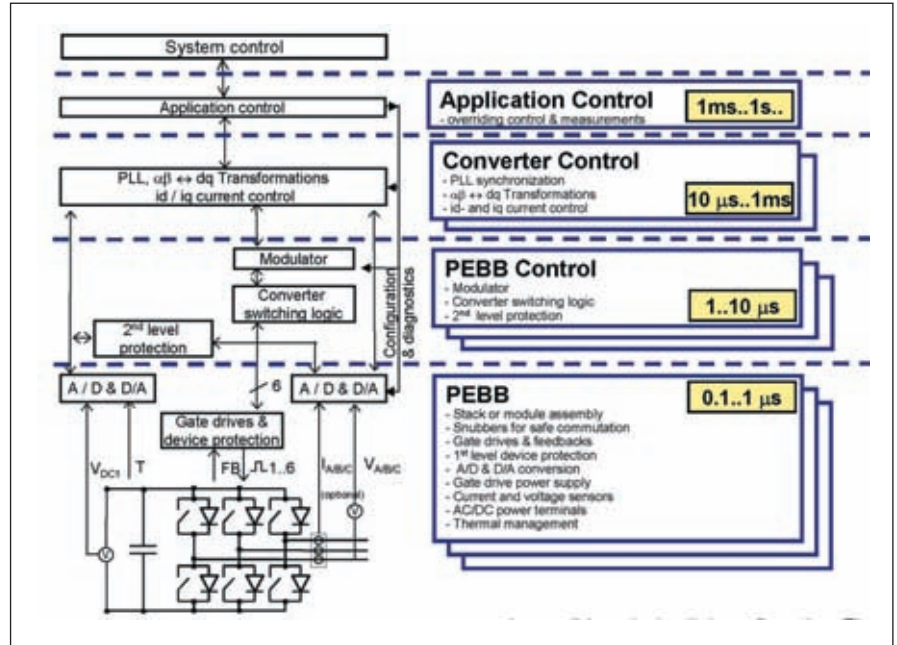 System control
Application control
PLL, αβ ↔ dq Transformations
id / iq current control
Modulator
Converter
switching logic
2nd level
protection
Configuration
& diagnostics
A / D & D/A
6
A / D & D/A
Gate drives &
device protection
VDC1
T
FB
1..6
IA/B/C
(optional)
VA/B/C
V
V
Application Control
- overriding control & measurements
1ms..1s..
Converter Control
- PLL synchronization
- αβ ↔ dq Transformations
- id- and iq current control
10 μs..1ms
PEBB Control
- Modulator
- Converter switching logic
- 2nd level protection
1..10 μs
PEBB
- Stack or module assembly
- Snubbers for safe commutation
- Gate drives & feedbacks
- 1st level device protection
- A/D & D/A conversion
- Gate drive power supply
- Current and voltage sensors
- AC/DC power terminals
- Thermal management
0.1..1 μs